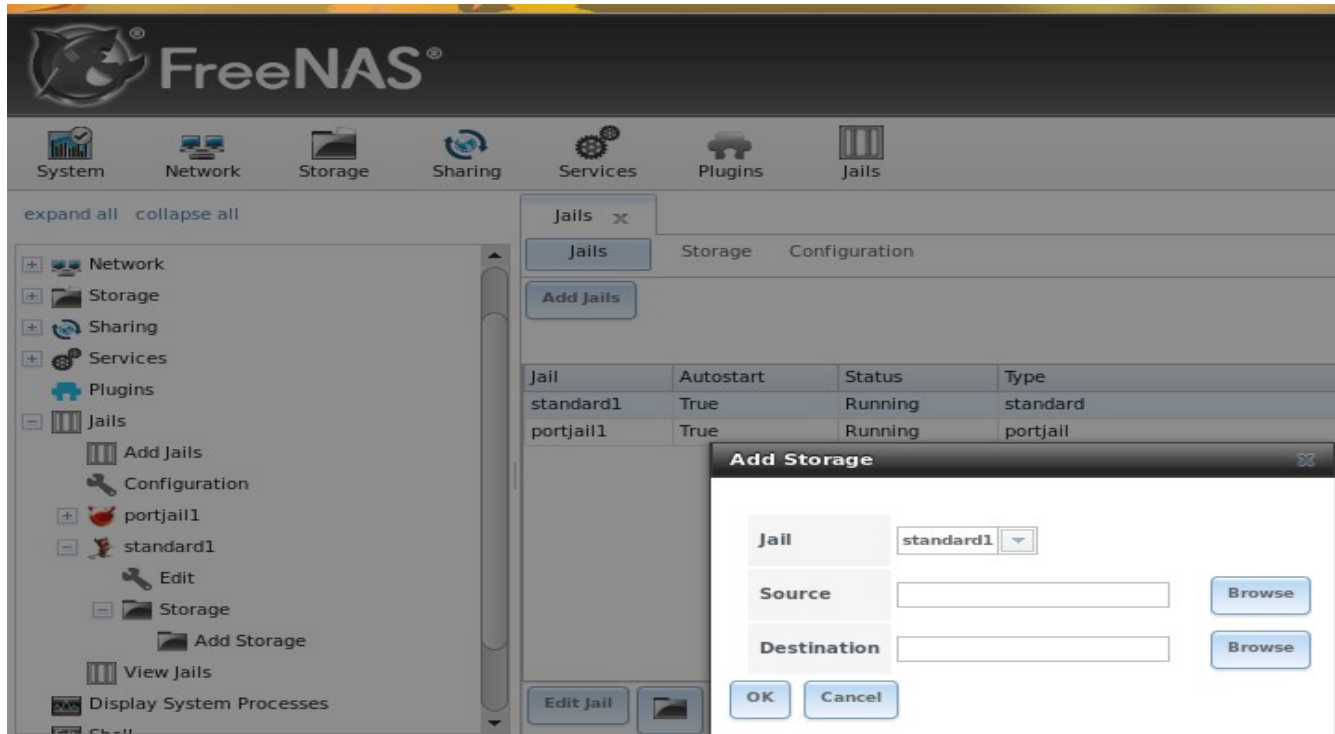 FreeNAS®
System Network Storage Sharing Services Plugins Jails
expand all collapse all
Network
Storage
Sharing
Services
Plugins
Jails
Add Jails
Configuration
portjail1
standard1
Edit
Storage
Add Storage
View Jails
Display System Processes
Shell
Jails x
Jails Storage Configuration
Add Jails
Jail Autostart Status Type
standard1 True Running standard
portjail1 True Running portjail
Edit Jail
Add Storage
Jail standard1
Source Browse
Destination Browse
OK Cancel